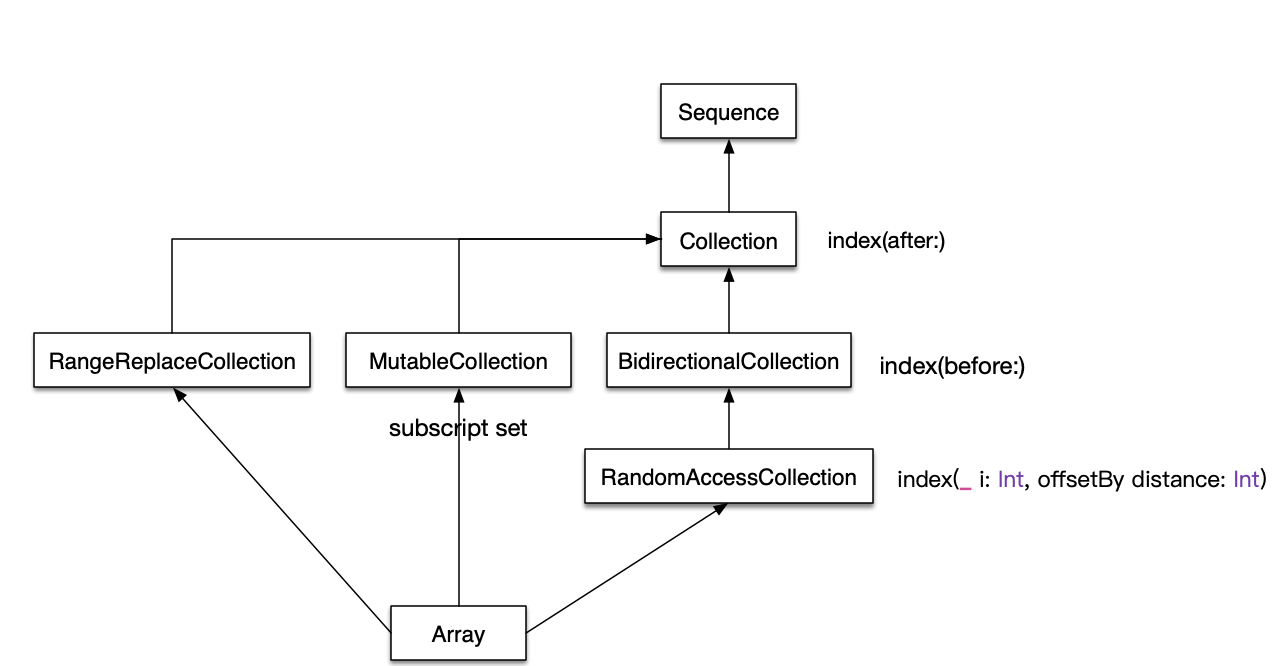 Sequence
Collection
index(after:)
RangeReplaceCollection
MutableCollection
BidirectionalCollection
index(before:)
subscript set
RandomAccessCollection
index(_ i: Int, offsetBy distance: Int)
Array